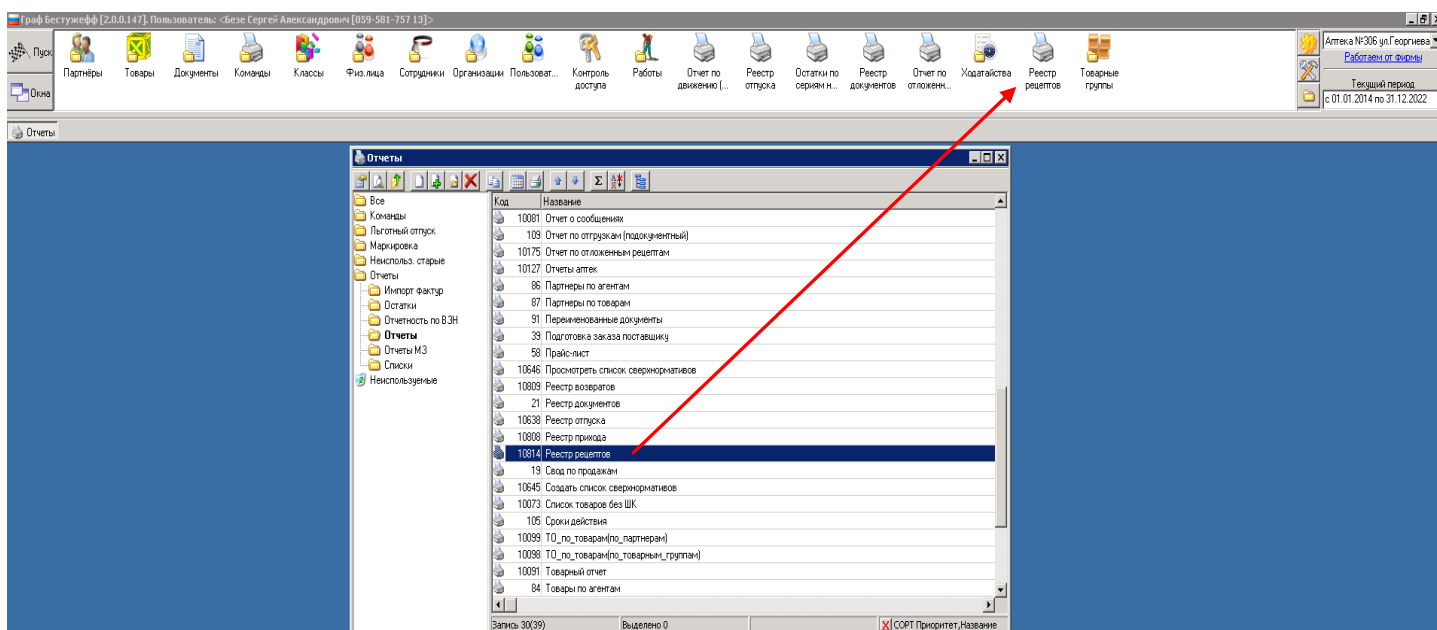 Граф Бестужефф [2.0.0.147]. Пользователь: <Безе Сергей Александрович [059-581-757 13]>
Пуск
Окна
Партнёры
Товары
Документы
Команды
Классы
Физ.лица
Сотрудники
Организации
Пользоват...
Контроль
доступа
Работы
Отчет по
движению (...
Реестр
отпуска
Остатки по
сериям н...
Реестр
документов
Отчет по
отложенн...
Ходатайства
Реестр
рецептов
Товарные
группы
Аптека №306 ул.Георгиева
Работаем от фирмы
Текущий период
с 01.01.2014 по 31.12.2022
Отчеты
Отчеты
Все
Команды
Льготный отпуск
Маркировка
Неиспольз. старые
Отчеты
Импорт фактур
Остатки
Отчетность по ВЗН
Отчеты
Отчеты МЗ
Списки
Неиспользуемые
Код Название
10081 Отчет о сообщениях
109 Отчет по отгрузкам (подокументный)
10175 Отчет по отложенным рецептам
10127 Отчеты аптек
86 Партнеры по агентам
87 Партнеры по товарам
91 Переименованные документы
39 Подготовка заказа поставщику
58 Прайс-лист
10646 Просмотреть список сверхнормативов
10809 Реестр возвратов
21 Реестр документов
10638 Реестр отпуска
10808 Реестр прихода
10814 Реестр рецептов
19 Свод по продажам
10645 Создать список сверхнормативов
10073 Список товаров без ШК
105 Сроки действия
10099 ТО_по_товарам(по_партнерам)
10098 ТО_по_товарам(по_товарным_группам)
10091 Товарный отчет
84 Товары по агентам
Запись 30(39) Выделено 0 X СОРТ Приоритет,Название